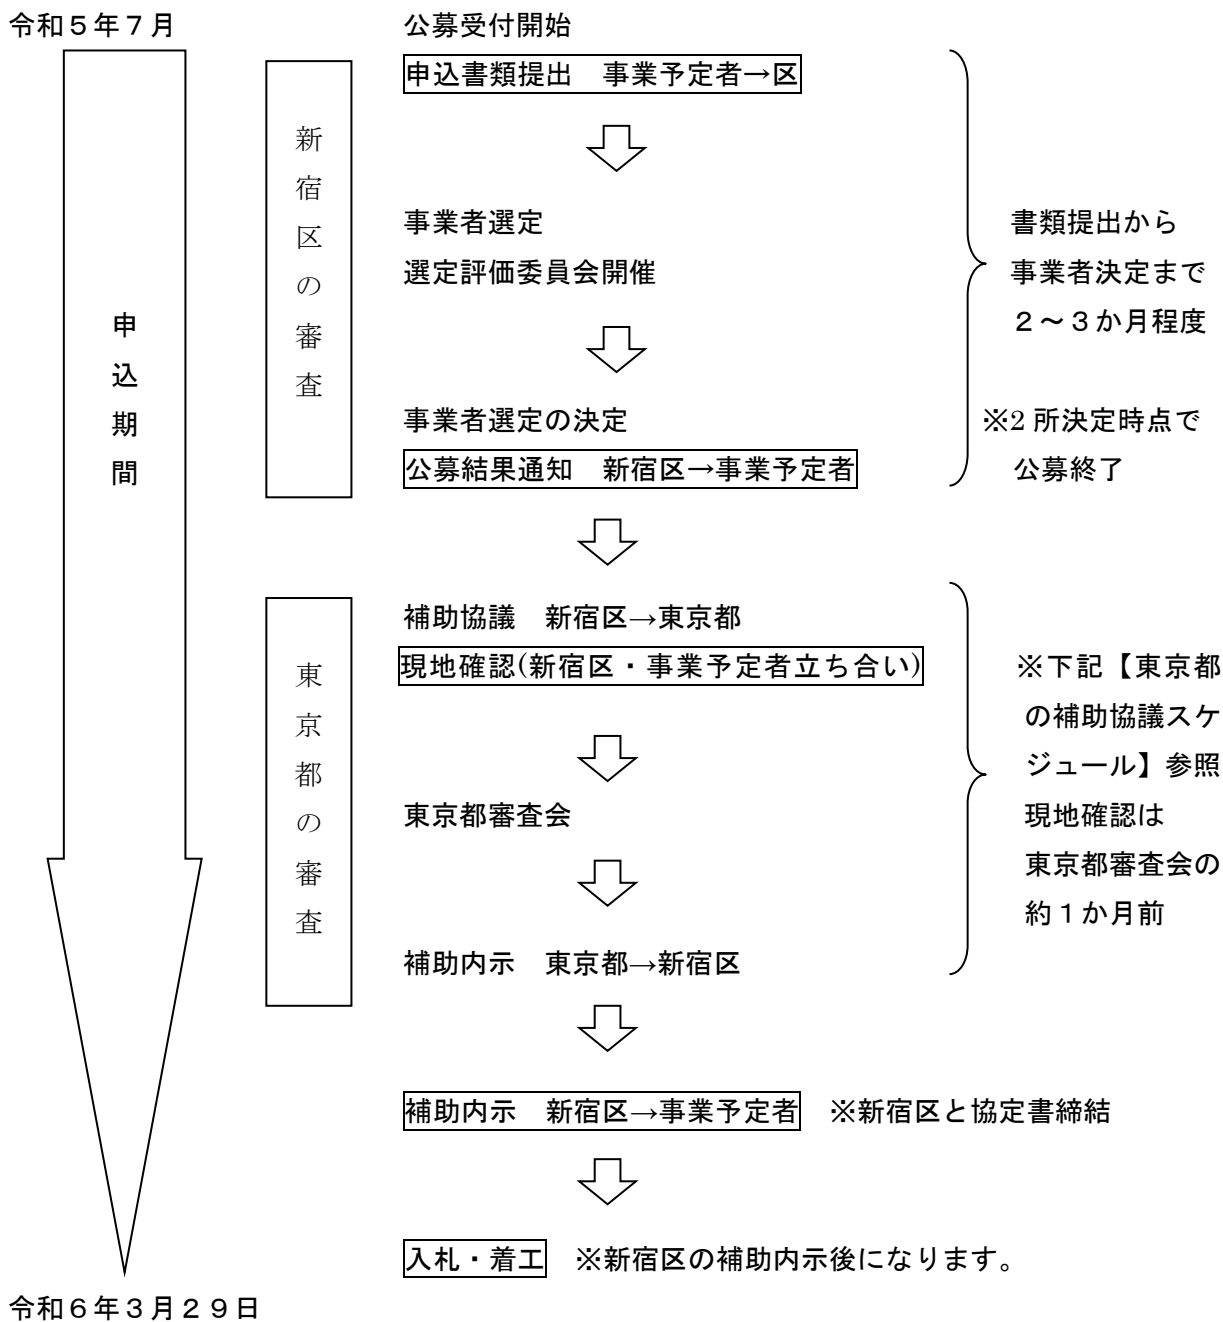 令和５年７月
公募受付開始
申込書類提出　事業予定者→区
事業者選定
選定評価委員会開催
事業者選定の決定
公募結果通知　新宿区→事業予定者
新宿区の審査
書類提出から
事業者決定まで
２～３か月程度
※2 所決定時点で
公募終了
申込期間
補助協議　新宿区→東京都
現地確認(新宿区・事業予定者立ち合い)
東京都審査会
補助内示　東京都→新宿区
東京都の審査
※下記【東京都
の補助協議スケ
ジュール】参照
現地確認は
東京都審査会の
約１か月前
補助内示　新宿区→事業予定者　※新宿区と協定書締結
入札・着工　※新宿区の補助内示後になります。
令和６年３月２９日